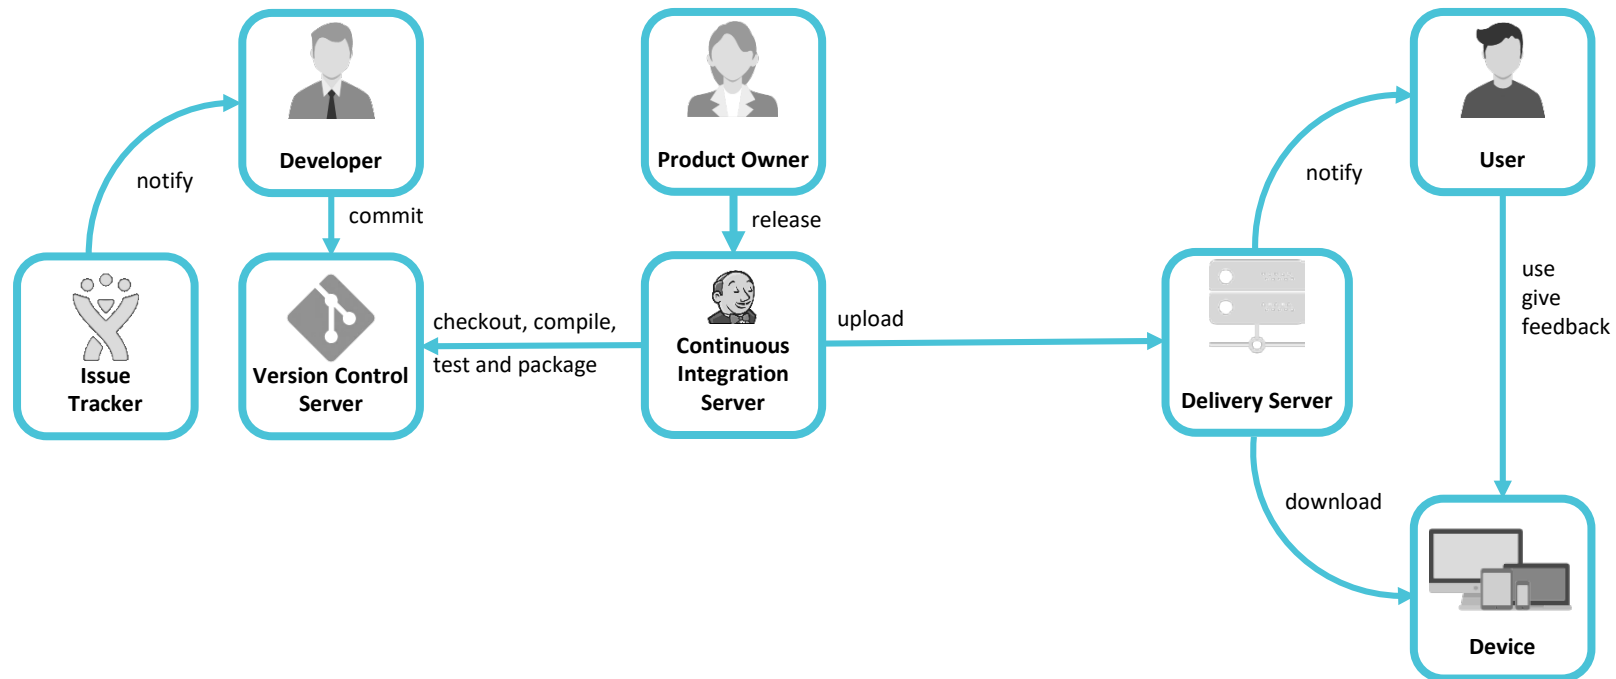 Developer
Product Owner
User
notify
notify
commit
release
use
give
feedback
Issue
Tracker
Version Control
Server
checkout, compile,
test and package
Continuous
Integration
Server
upload
Delivery Server
download
Device